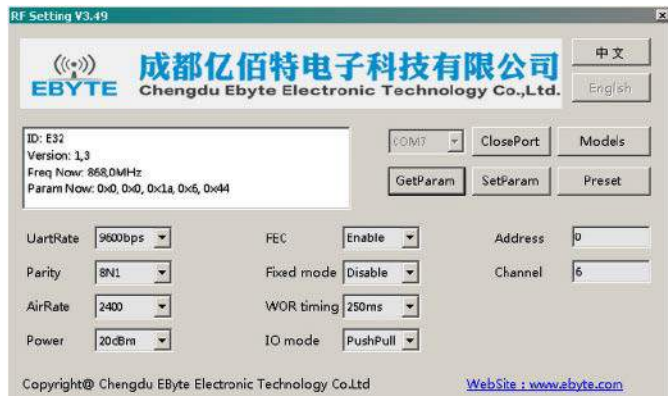 RF Setting V3.49
((·))
EBYTE
成都亿佰特电子科技有限公司
Chengdu Ebyte Electronic Technology Co.,Ltd.
中文
English
ID: E32
Version: 1,3
Freq Now: 868,0MHz
Param Now: 0x0, 0x0, 0x1a, 0x6, 0x44
COM7 ClosePort Models
GetParam SetParam Preset
UartRate 9600bps FEC Enable Address 0
Parity 8N1 Fixed mode Disable Channel 6
AirRate 2400 WOR timing 250ms
Power 20dBm IO mode PushPull
Copyright@ Chengdu EByte Electronic Technology Co.Ltd WebSite : www.ebyte.com